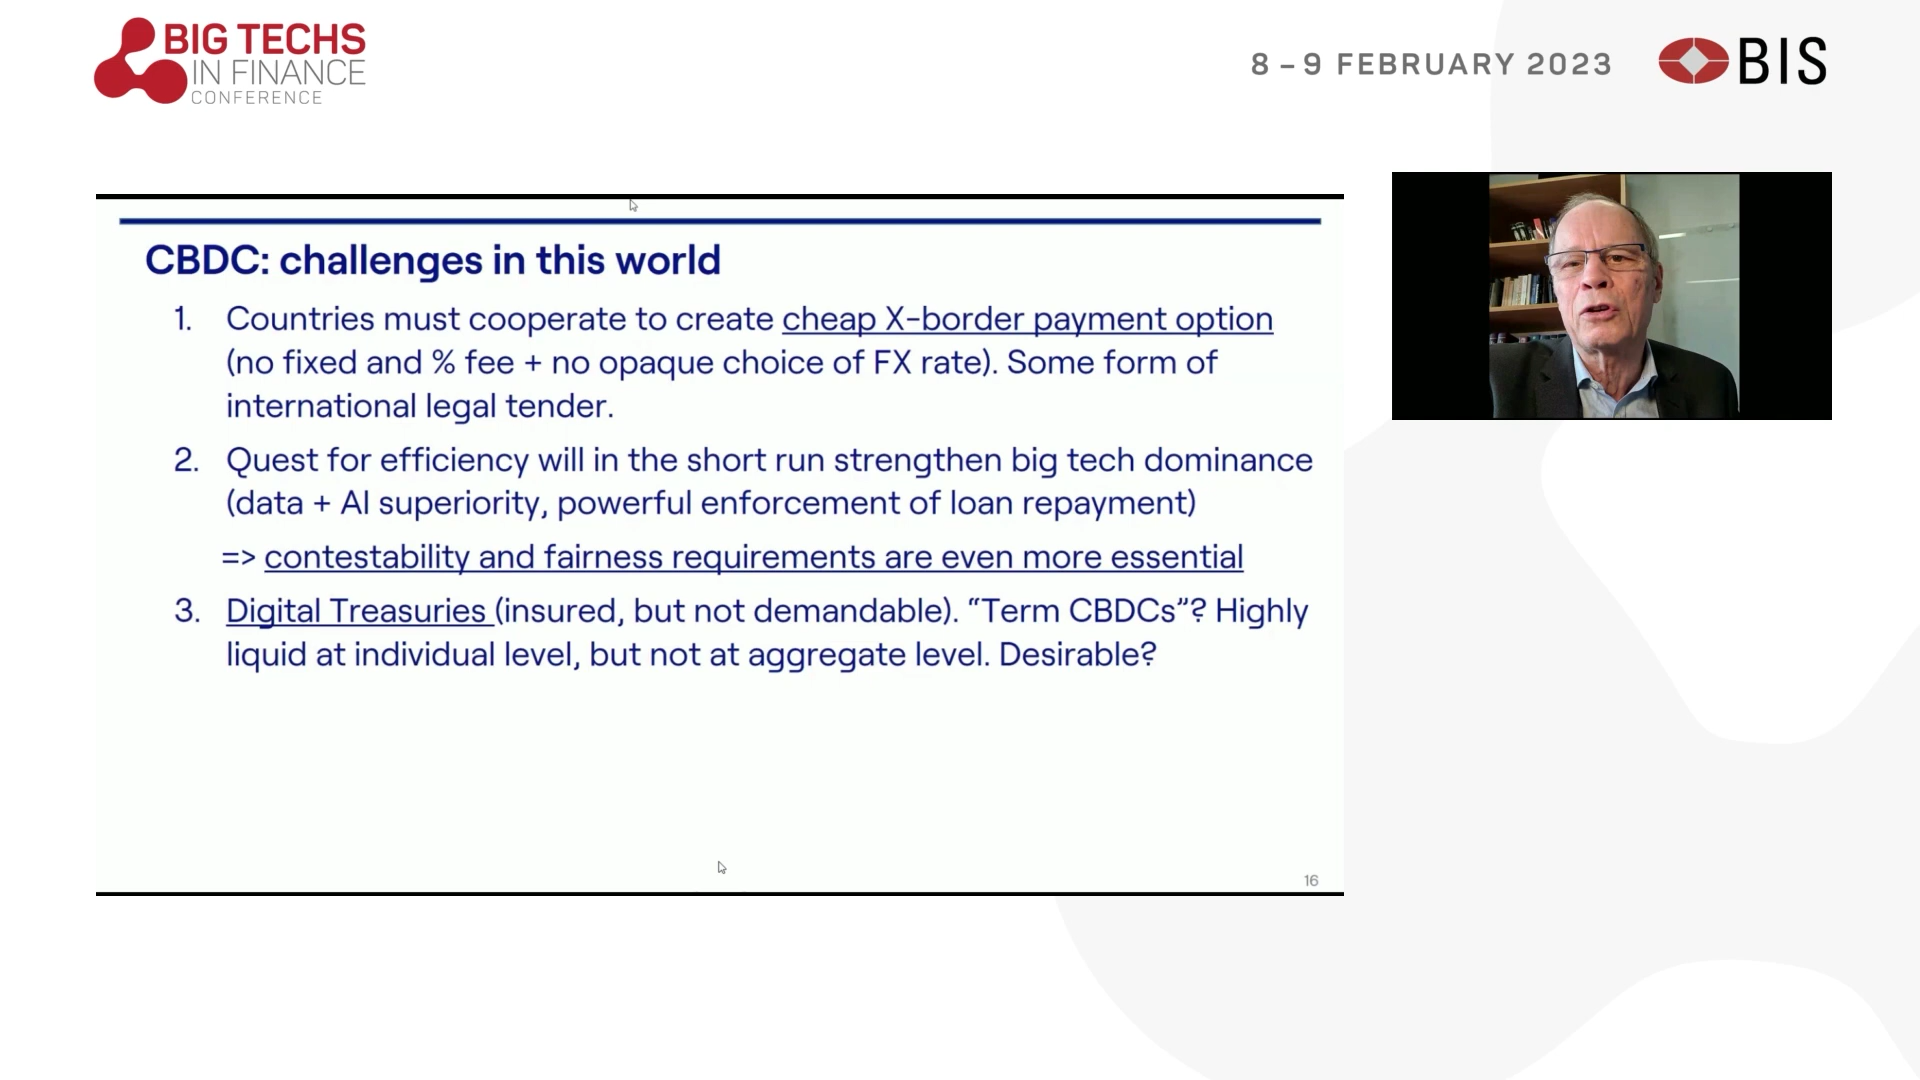 BIG TECHS
IN FINANCE
CONFERENCE
8 – 9 FEBRUARY 2023
BIS
CBDC: challenges in this world
1. Countries must cooperate to create cheap X-border payment option
(no fixed and % fee + no opaque choice of FX rate). Some form of
international legal tender.
2. Quest for efficiency will in the short run strengthen big tech dominance
(data + AI superiority, powerful enforcement of loan repayment)
=> contestability and fairness requirements are even more essential
3. Digital Treasuries (insured, but not demandable). “Term CBDCs”? Highly
liquid at individual level, but not at aggregate level. Desirable?
16